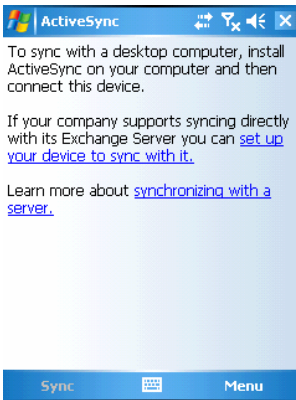 ActiveSync
To sync with a desktop computer, install
ActiveSync on your computer and then
connect this device.
If your company supports syncing directly
with its Exchange Server you can set up
your device to sync with it.
Learn more about synchronizing with a
server.
Sync Menu